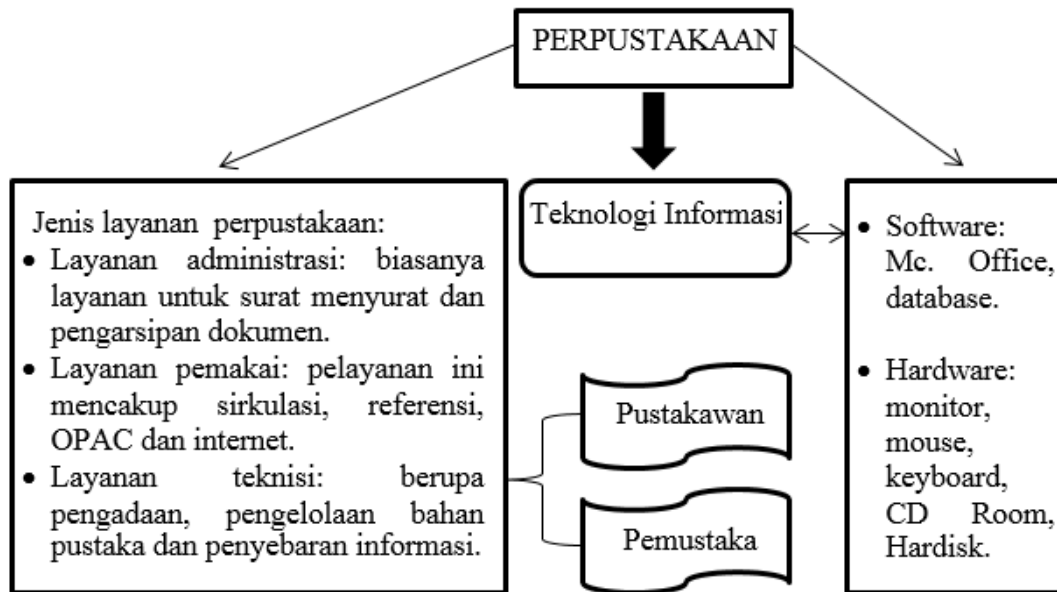 PERPUSTAKAAN
Jenis layanan perpustakaan:
• Layanan administrasi: biasanya
layanan untuk surat menyurat dan
pengarsipan dokumen.
• Layanan pemakai: pelayanan ini
mencakup sirkulasi, referensi,
OPAC dan internet.
• Layanan teknisi: berupa
pengadaan, pengelolaan bahan
pustaka dan penyebaran informasi.
Teknologi Informasi
Pustakawan
Pemustaka
• Software:
Mc. Office,
database.
• Hardware:
monitor,
mouse,
keyboard,
CD Room,
Hardisk.